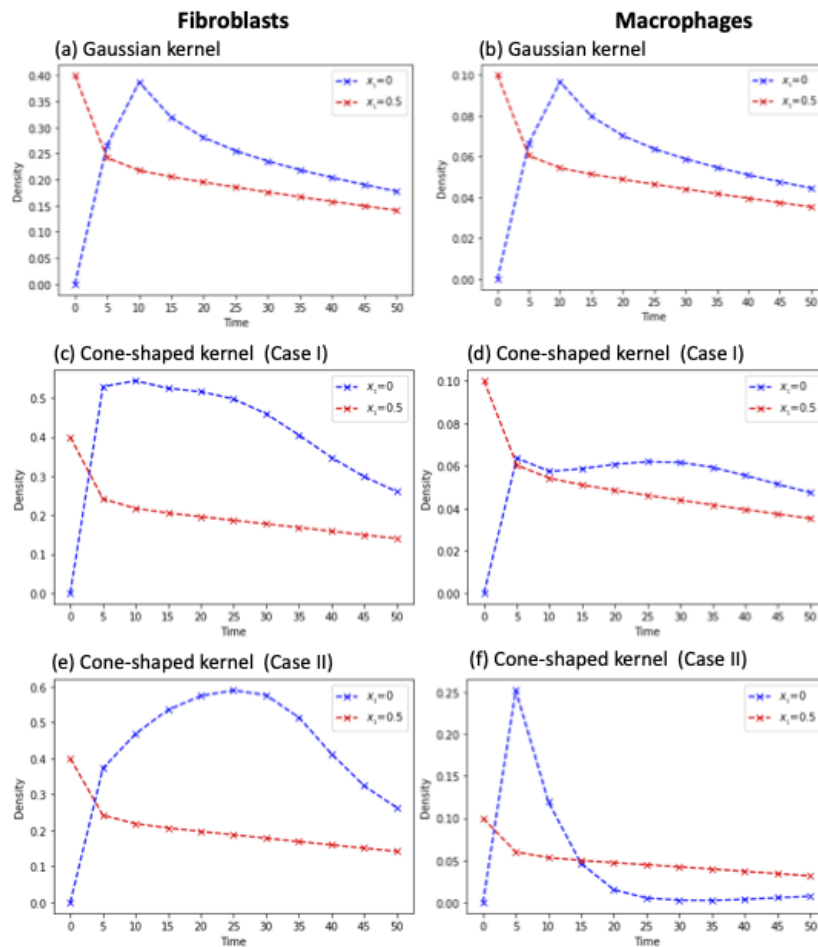 Fibroblasts Macrophages
(a) Gaussian kernel (b) Gaussian kernel
0.40
0.35
0.30
0.25
0.20
0.15
0.10
0.05
0.00
Density
x₁=0
x₁=0.5
0 5 10 15 20 25 30 35 40 45 50
Time
0.10
0.08
0.06
0.04
0.02
0.00
Density
x₁=0
x₁=0.5
0 5 10 15 20 25 30 35 40 45 50
Time
(c) Cone-shaped kernel (Case I) (d) Cone-shaped kernel (Case I)
0.5
0.4
0.3
0.2
0.1
0.0
Density
x₁=0
x₁=0.5
0 5 10 15 20 25 30 35 40 45 50
Time
0.10
0.08
0.06
0.04
0.02
0.00
Density
x₁=0
x₁=0.5
0 5 10 15 20 25 30 35 40 45 50
Time
(e) Cone-shaped kernel (Case II) (f) Cone-shaped kernel (Case II)
0.6
0.5
0.4
0.3
0.2
0.1
0.0
Density
x₁=0
x₁=0.5
0 5 10 15 20 25 30 35 40 45 50
Time
0.25
0.20
0.15
0.10
0.05
0.00
Density
x₁=0
x₁=0.5
0 5 10 15 20 25 30 35 40 45 50
Time